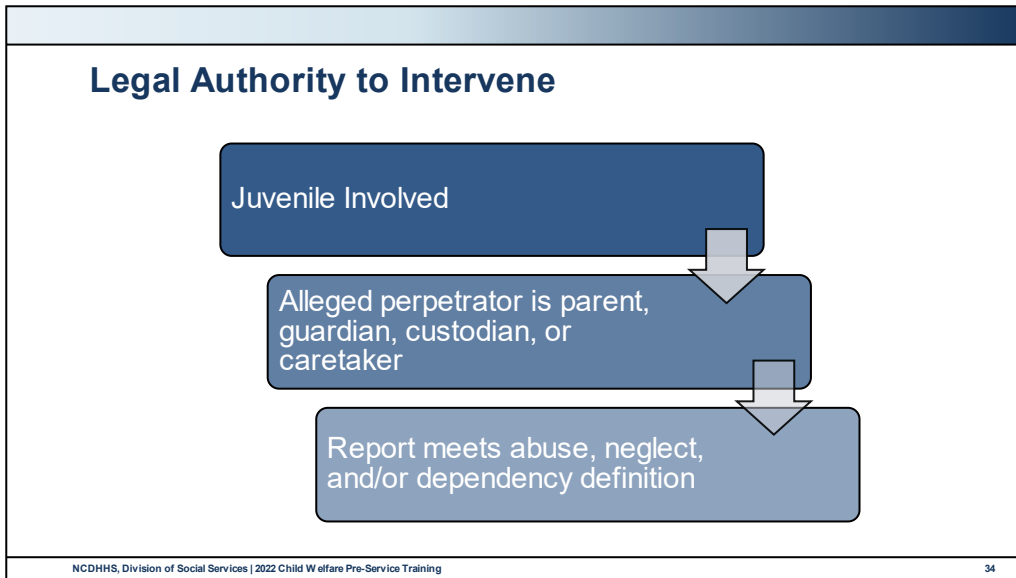 Legal Authority to Intervene
Juvenile Involved
Alleged perpetrator is parent,
guardian, custodian, or
caretaker
Report meets abuse, neglect,
and/or dependency definition
NCDHHS, Division of Social Services | 2022 Child Welfare Pre-Service Training
34